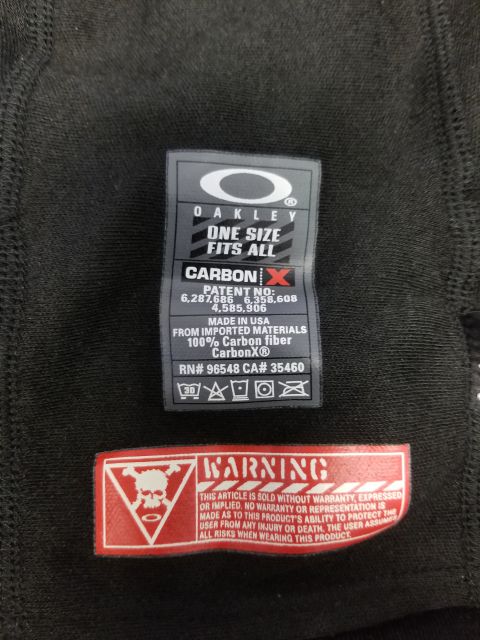 ®
OAKLEY
ONE SIZE
FITS ALL
CARBON X
PATENT NO:
6,287,686 6,358,608
4,585,906
MADE IN USA
FROM IMPORTED MATERIALS
100% Carbon fiber
CarbonX®
RN# 96548 CA# 35460
30
WARNING
THIS ARTICLE IS SOLD WITHOUT WARRANTY, EXPRESSED
OR IMPLIED. NO WARRANTY OR REPRESENTATION IS
MADE AS TO THIS PRODUCT'S ABILITY TO PROTECT THE
USER FROM ANY INJURY OR DEATH. THE USER ASSUMES
ALL RISKS WHEN WEARING THIS PRODUCT.